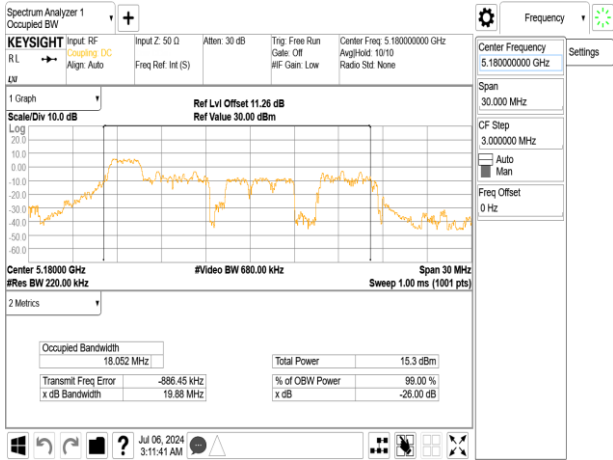 Spectrum Analyzer 1
Occupied BW
Frequency
KEYSIGHT Input: RF Input Z: 50 Ω Atten: 30 dB Trig: Free Run Center Freq: 5.180000000 GHz
RL Coupling: DC Gate: Off Avg|Hold: 10/10
Align: Auto Freq Ref: Int (S) #IF Gain: Low Radio Std: None
Center Frequency
5.180000000 GHz
Settings
Span
30.000 MHz
CF Step
3.000000 MHz
Auto
Man
Freq Offset
0 Hz
1 Graph
Ref Lvl Offset 11.26 dB
Scale/Div 10.0 dB Ref Value 30.00 dBm
Log
20.0
10.0
0.00
-10.0
-20.0
-30.0
-40.0
-50.0
-60.0
Center 5.18000 GHz #Video BW 680.00 kHz Span 30 MHz
#Res BW 220.00 kHz Sweep 1.00 ms (1001 pts)
2 Metrics
Occupied Bandwidth
18.052 MHz Total Power 15.3 dBm
Transmit Freq Error -886.45 kHz % of OBW Power 99.00 %
x dB Bandwidth 19.88 MHz x dB -26.00 dB
Jul 06, 2024
3:11:41 AM